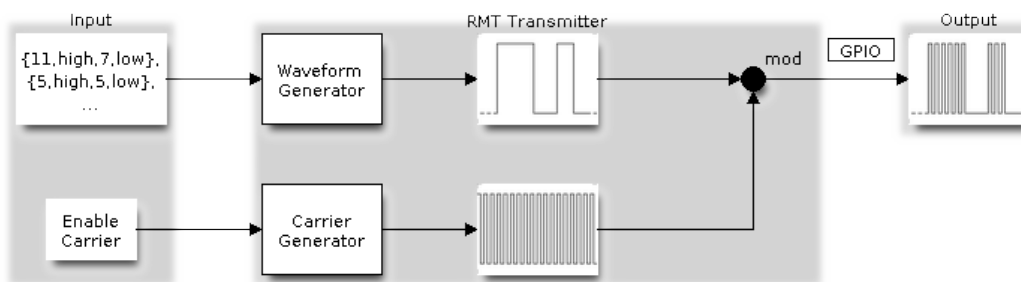 Input
RMT Transmitter
Output
{11,high,7,low},
{5,high,5,low},
...
Waveform
Generator
mod
GPIO
Enable
Carrier
Carrier
Generator